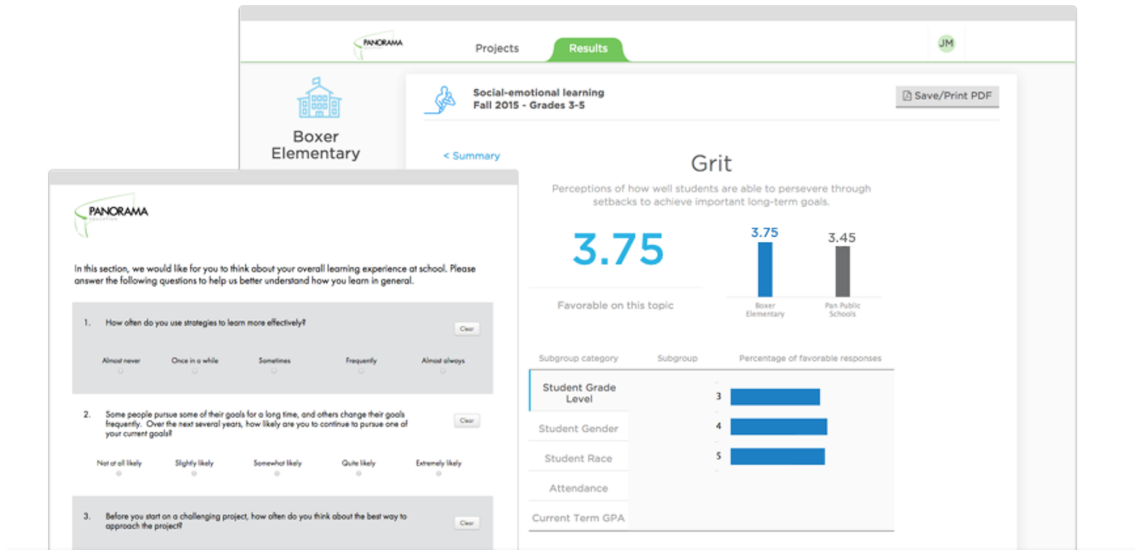 PANORAMA
Projects
Results
JM
Boxer
Elementary
Social-emotional learning
Fall 2015 - Grades 3-5
Save/Print PDF
< Summary
Grit
Perceptions of how well students are able to persevere through
setbacks to achieve important long-term goals.
3.75
Favorable on this topic
3.75
3.45
Boxer
Elementary
Pan Public
Schools
Subgroup category
Subgroup
Percentage of favorable responses
Student Grade
Level
Student Gender
Student Race
Attendance
Current Term GPA
3
4
5
PANORAMA
EDUCATION
In this section, we would like for you to think about your overall learning experience at school. Please
answer the following questions to help us better understand how you learn in general.
1. How often do you use strategies to learn more effectively?
Clear
Almost never Once in a while Sometimes Frequently Almost always
2. Some people pursue some of their goals for a long time, and others change their goals
frequently. Over the next several years, how likely are you to continue to pursue one of
your current goals?
Clear
Not at all likely Slightly likely Somewhat likely Quite likely Extremely likely
3. Before you start on a challenging project, how often do you think about the best way to
approach the project?
Clear